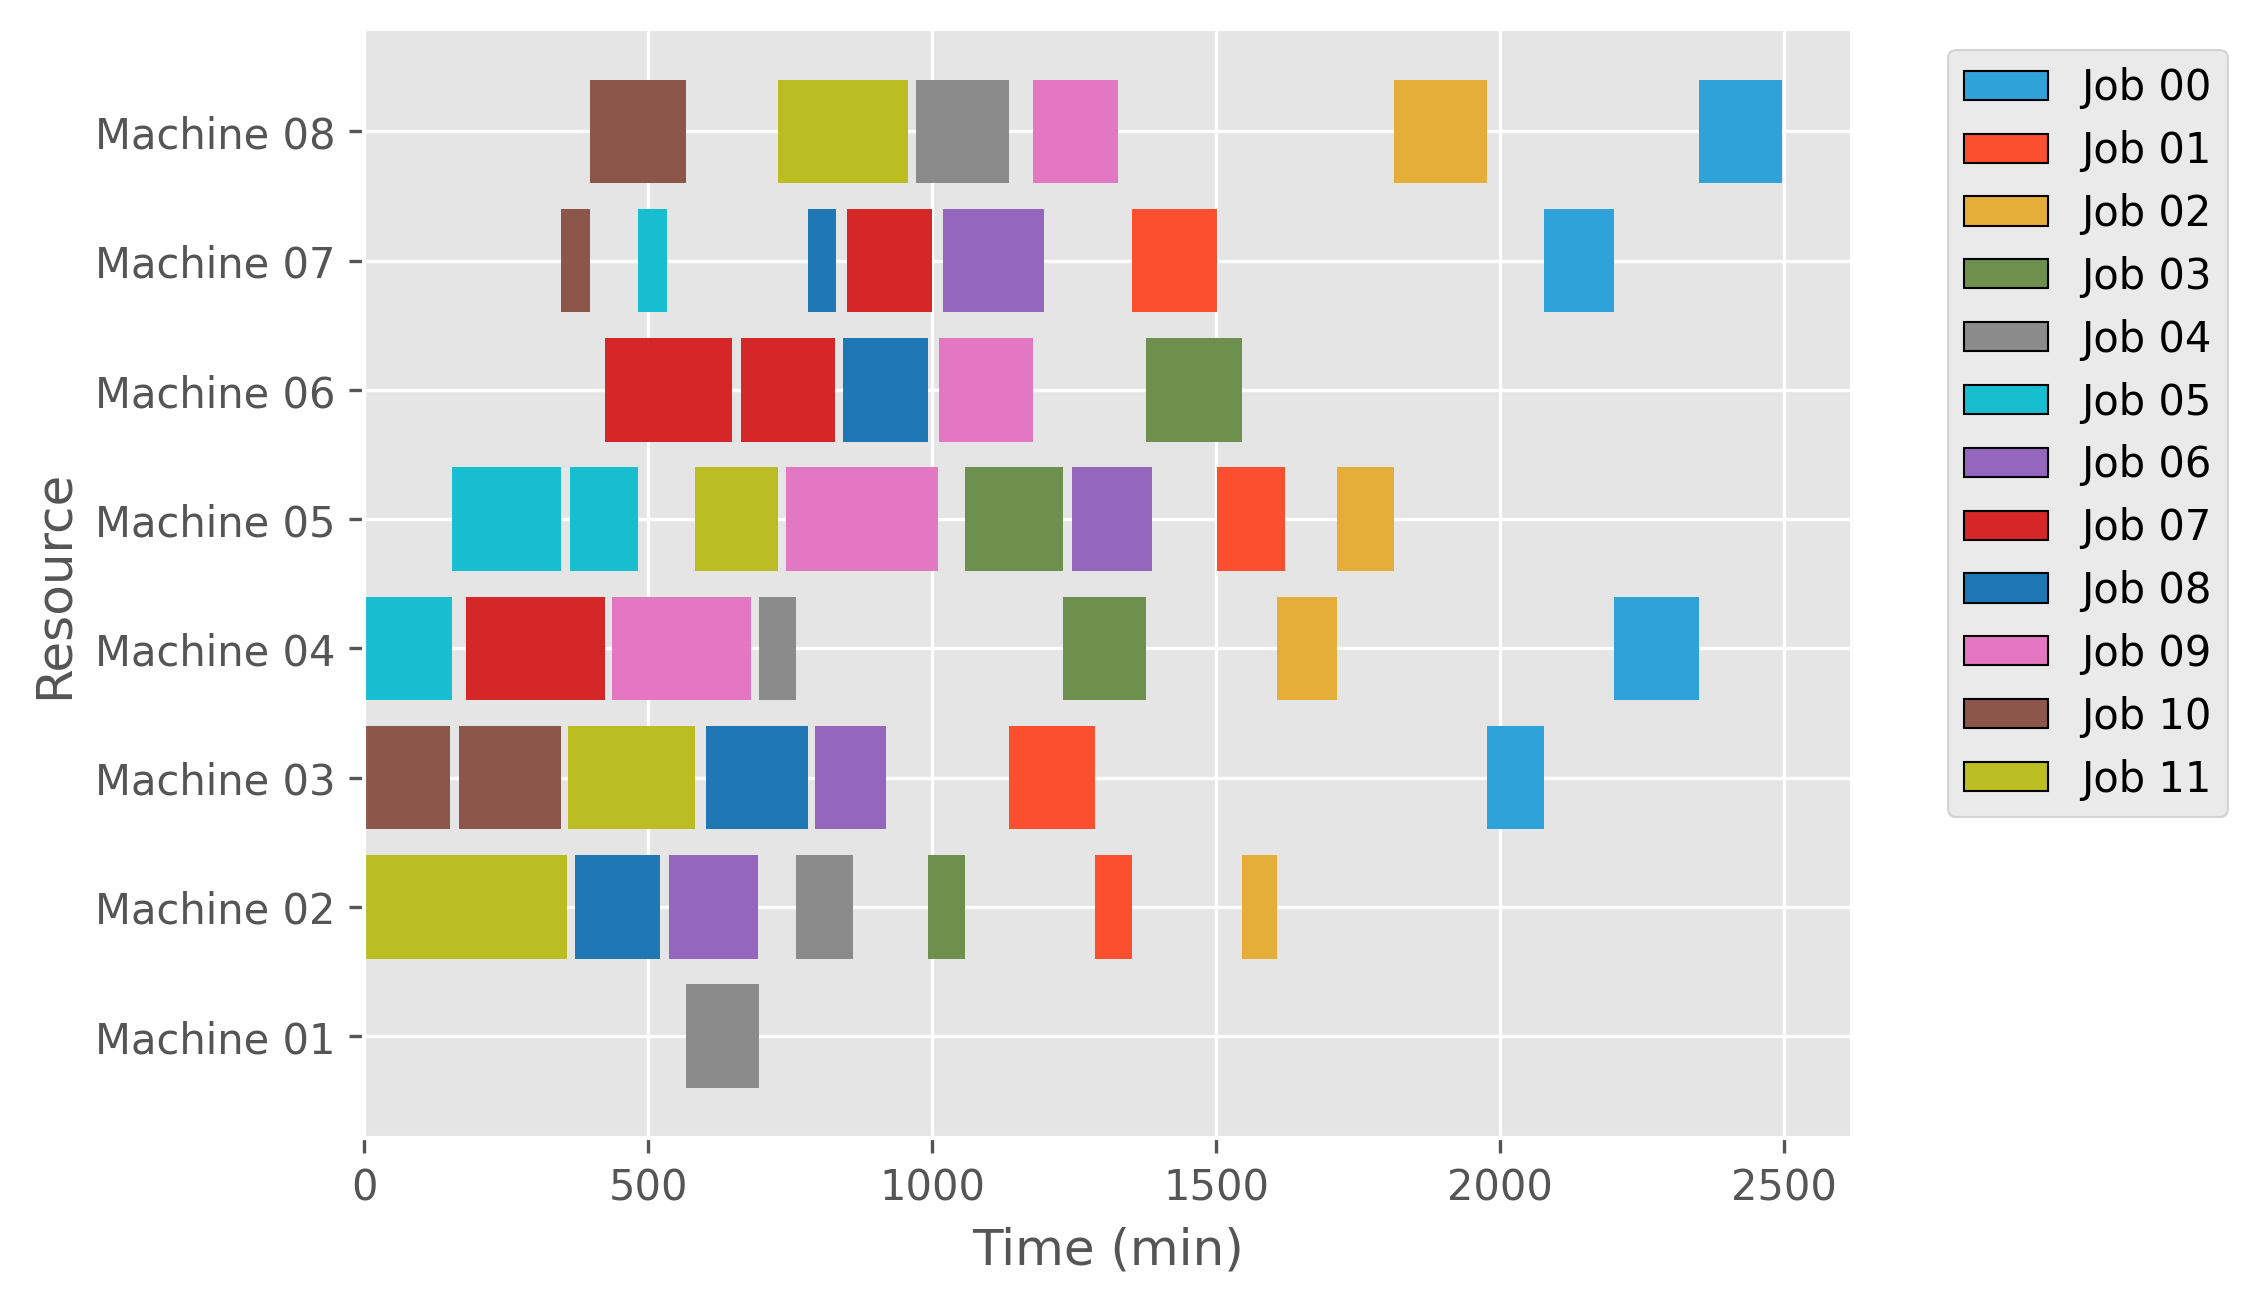 Machine 08
Machine 07
Machine 06
Machine 05
Machine 04
Machine 03
Machine 02
Machine 01
Resource
0 500 1000 1500 2000 2500
Time (min)
Job 00
Job 01
Job 02
Job 03
Job 04
Job 05
Job 06
Job 07
Job 08
Job 09
Job 10
Job 11